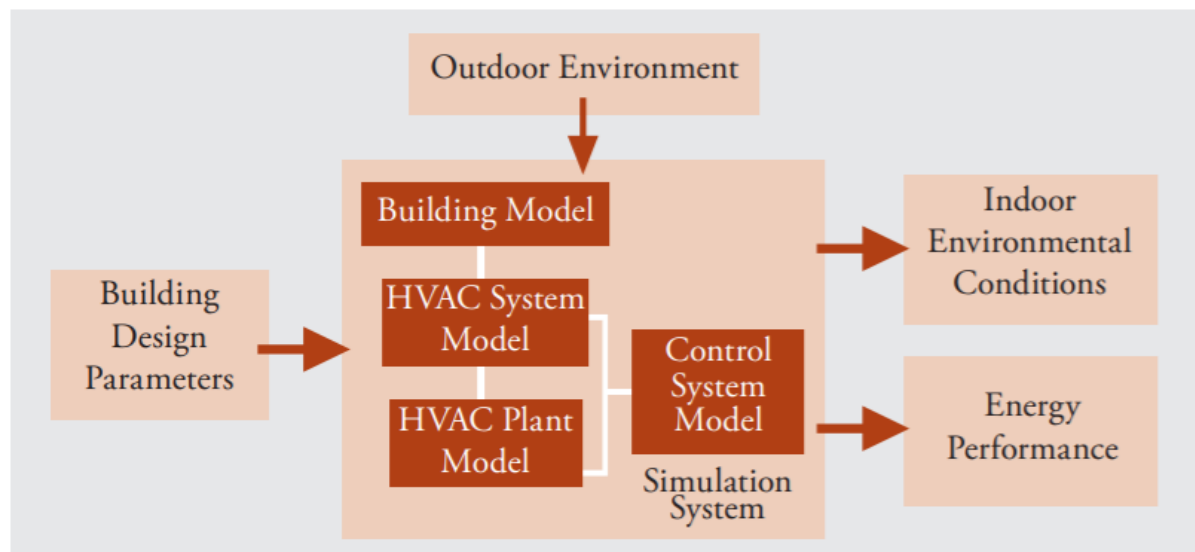 Outdoor Environment
Building Model
HVAC System
Model
HVAC Plant
Model
Control
System
Model
Simulation
System
Building
Design
Parameters
Indoor
Environmental
Conditions
Energy
Performance